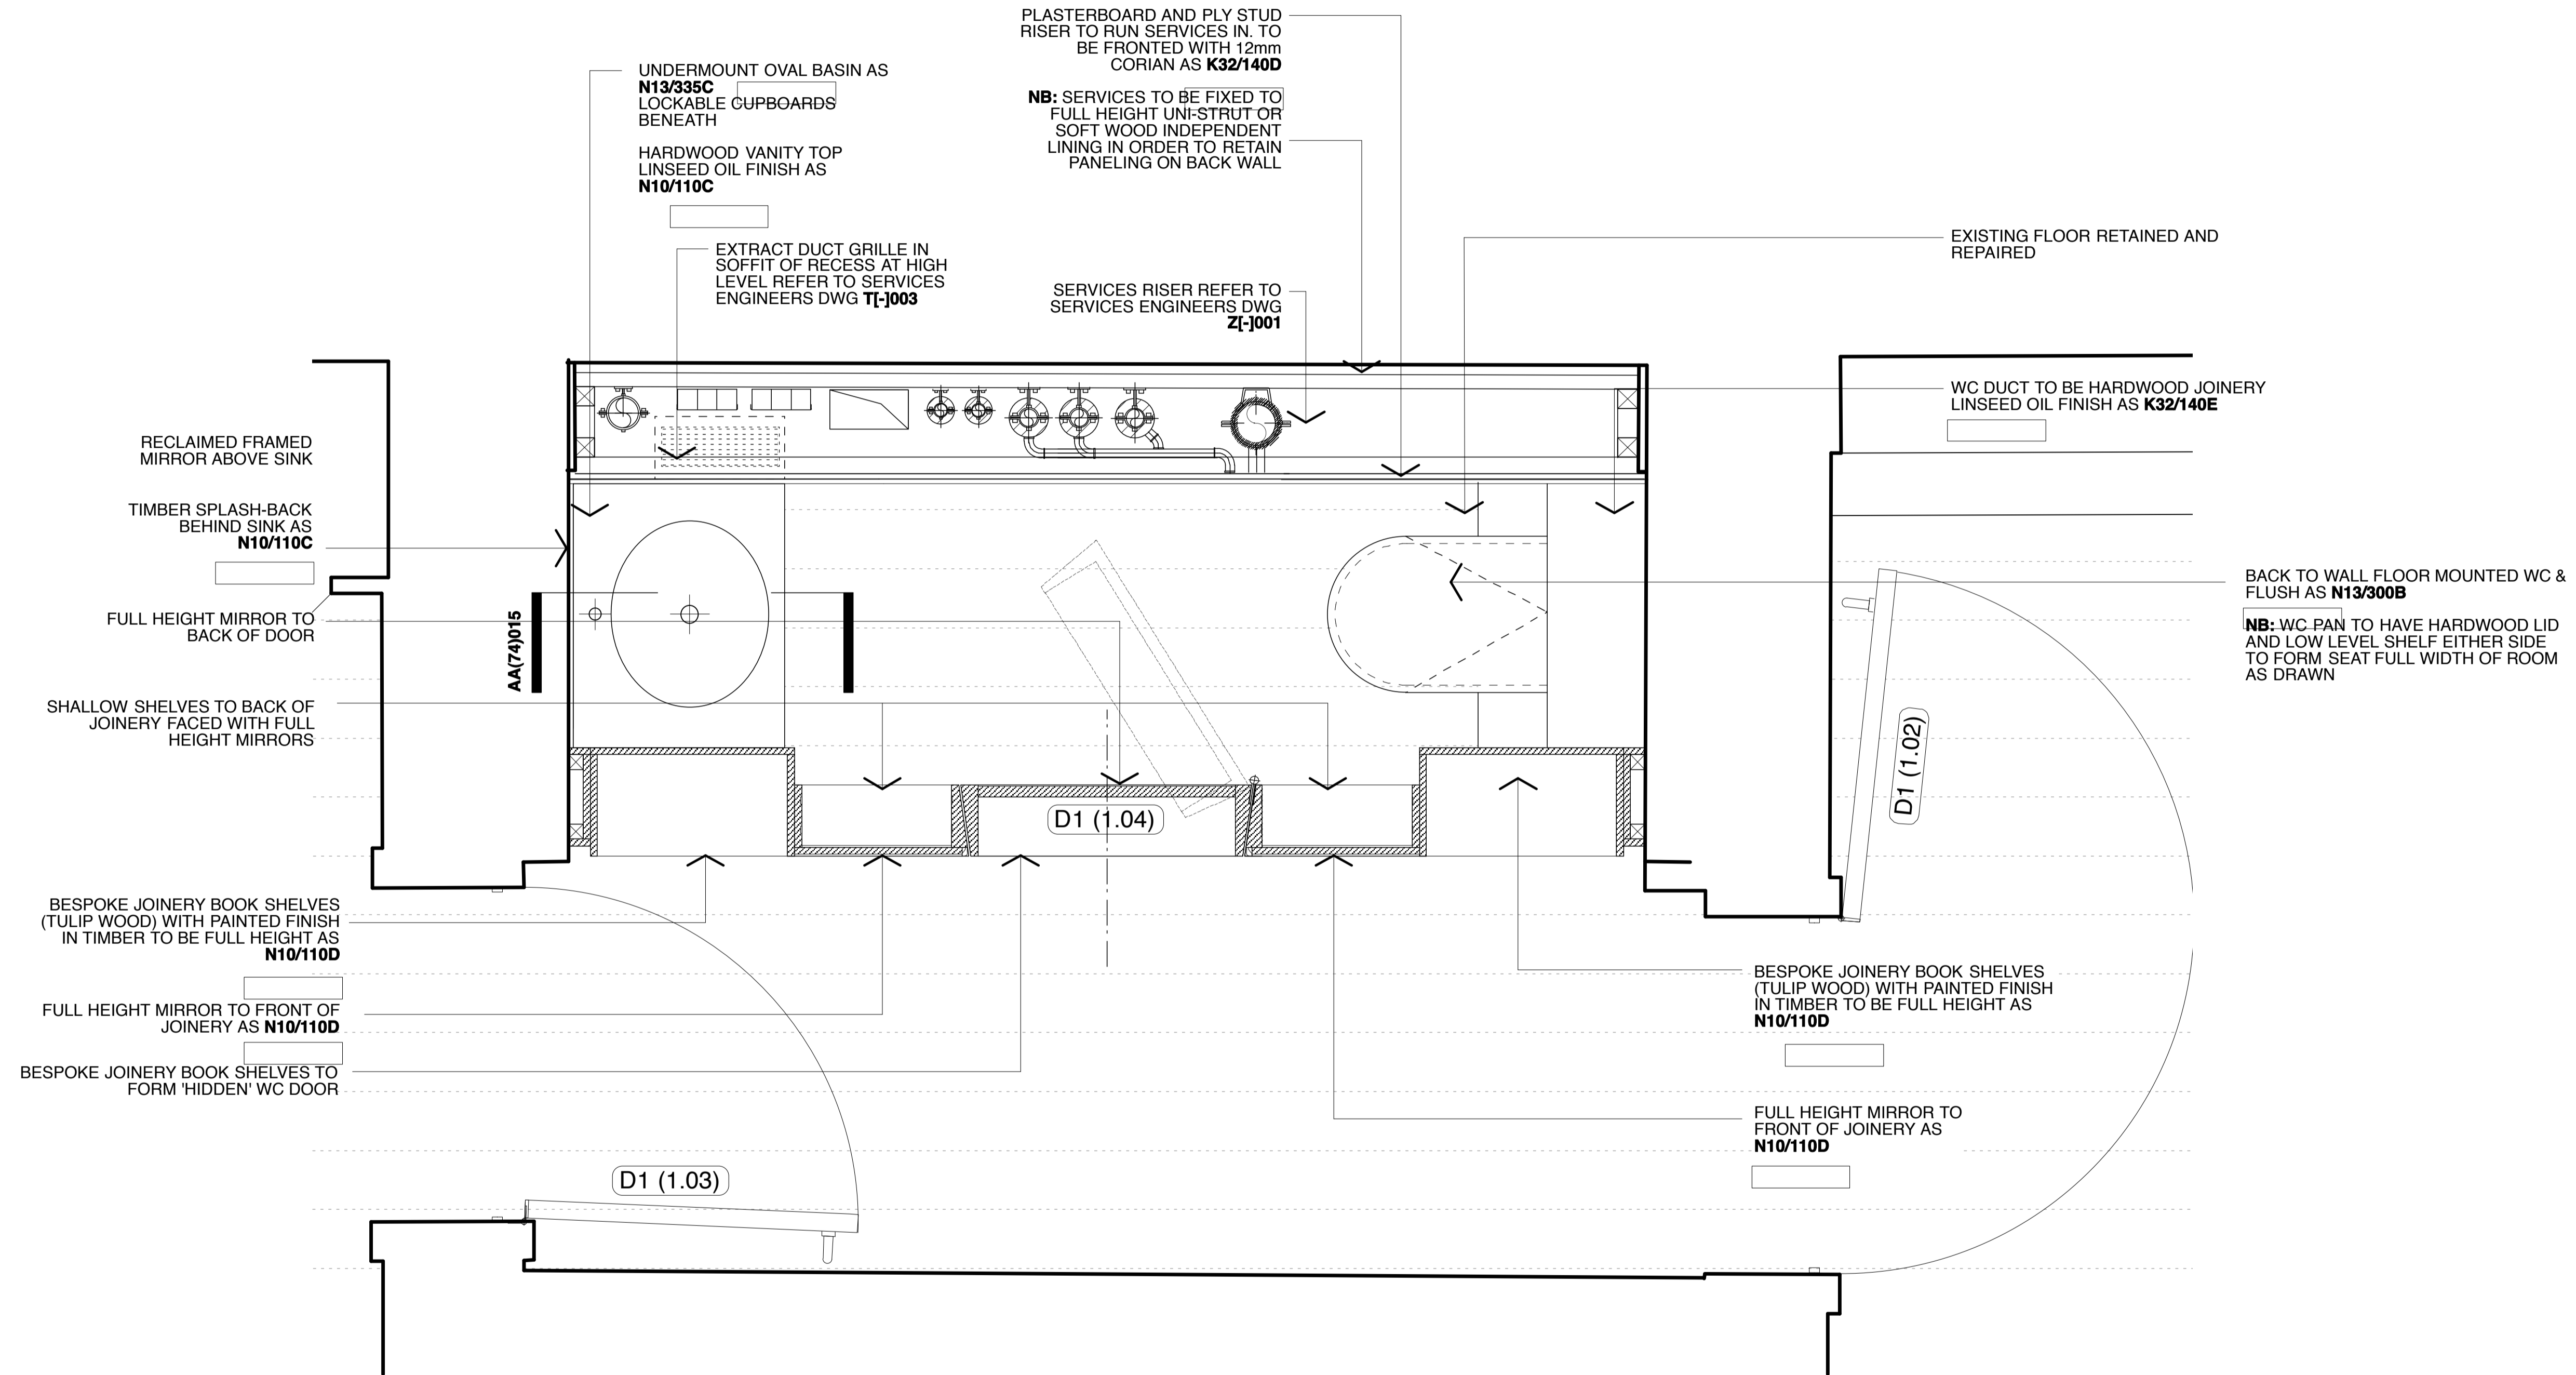 PLASTERBOARD AND PLY STUD
RISER TO RUN SERVICES IN. TO
BE FRONTED WITH 12mm
CORIAN AS K32/140D
NB: SERVICES TO BE FIXED TO
FULL HEIGHT UNI-STRUT OR
SOFT WOOD INDEPENDENT
LINING IN ORDER TO RETAIN
PANELING ON BACK WALL
UNDERMOUNT OVAL BASIN AS
N13/335C
LOCKABLE CUPBOARDS
BENEATH
HARDWOOD VANITY TOP
LINSEED OIL FINISH AS
N10/110C
EXTRACT DUCT GRILLE IN
SOFFIT OF RECESS AT HIGH
LEVEL REFER TO SERVICES
ENGINEERS DWG T[-]003
SERVICES RISER REFER TO
SERVICES ENGINEERS DWG
Z[-]001
EXISTING FLOOR RETAINED AND
REPAIRED
WC DUCT TO BE HARDWOOD JOINERY
LINSEED OIL FINISH AS K32/140E
RECLAIMED FRAMED
MIRROR ABOVE SINK
TIMBER SPLASH-BACK
BEHIND SINK AS
N10/110C
FULL HEIGHT MIRROR TO
BACK OF DOOR
AA(74)015
SHALLOW SHELVES TO BACK OF
JOINERY FACED WITH FULL
HEIGHT MIRRORS
BACK TO WALL FLOOR MOUNTED WC &
FLUSH AS N13/300B
NB: WC PAN TO HAVE HARDWOOD LID
AND LOW LEVEL SHELF EITHER SIDE
TO FORM SEAT FULL WIDTH OF ROOM
AS DRAWN
D1 (1.02)
D1 (1.04)
BESPOKE JOINERY BOOK SHELVES
(TULIP WOOD) WITH PAINTED FINISH
IN TIMBER TO BE FULL HEIGHT AS
N10/110D
FULL HEIGHT MIRROR TO FRONT OF
JOINERY AS N10/110D
BESPOKE JOINERY BOOK SHELVES TO
FORM 'HIDDEN' WC DOOR
BESPOKE JOINERY BOOK SHELVES
(TULIP WOOD) WITH PAINTED FINISH
IN TIMBER TO BE FULL HEIGHT AS
N10/110D
FULL HEIGHT MIRROR TO
FRONT OF JOINERY AS
N10/110D
D1 (1.03)